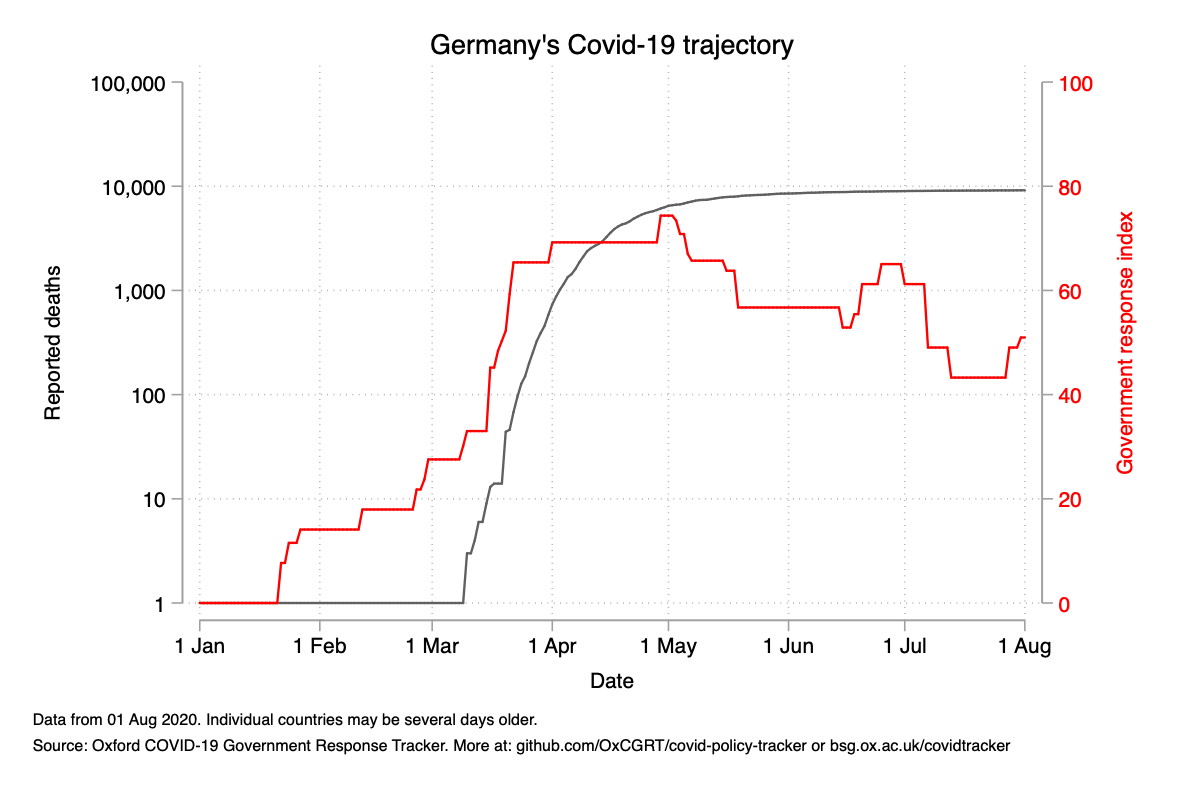 Germany's Covid-19 trajectory
100,000
10,000
1,000
100
10
1
Reported deaths
100
80
60
40
20
0
Government response index
1 Jan
1 Feb
1 Mar
1 Apr
1 May
1 Jun
1 Jul
1 Aug
Date
Data from 01 Aug 2020. Individual countries may be several days older.
Source: Oxford COVID-19 Government Response Tracker. More at: github.com/OxCGRT/covid-policy-tracker or bsg.ox.ac.uk/covidtracker